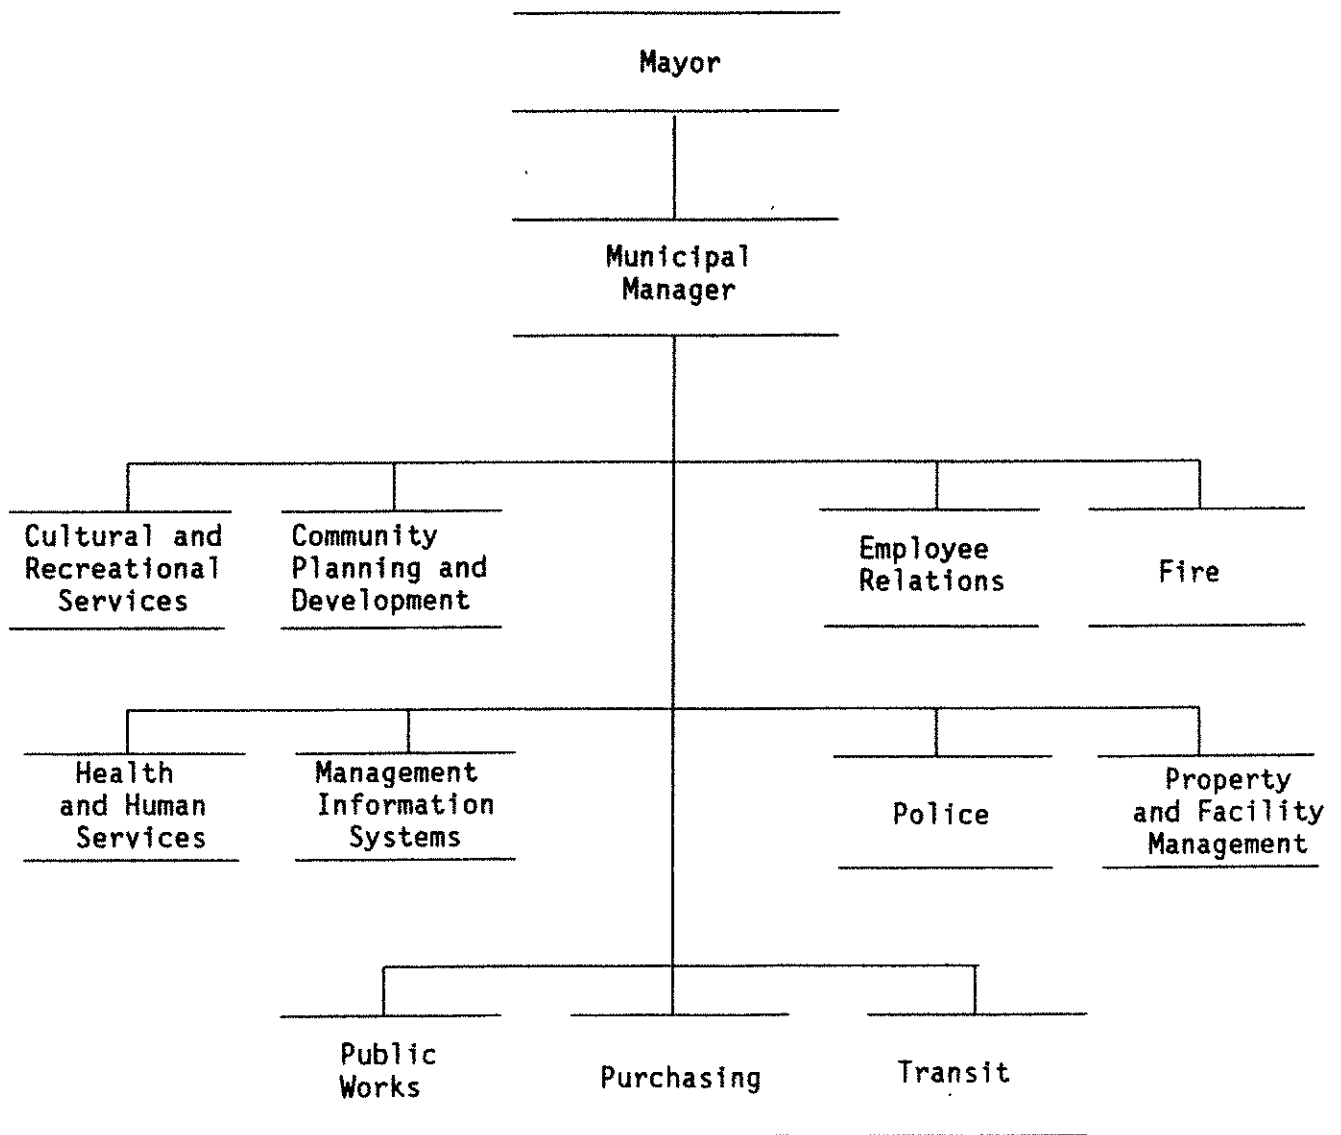 Mayor
Municipal
Manager
Cultural and
Recreational
Services
Community
Planning and
Development
Employee
Relations
Fire
Health
and Human
Services
Management
Information
Systems
Police
Property
and Facility
Management
Public
Works
Purchasing
Transit